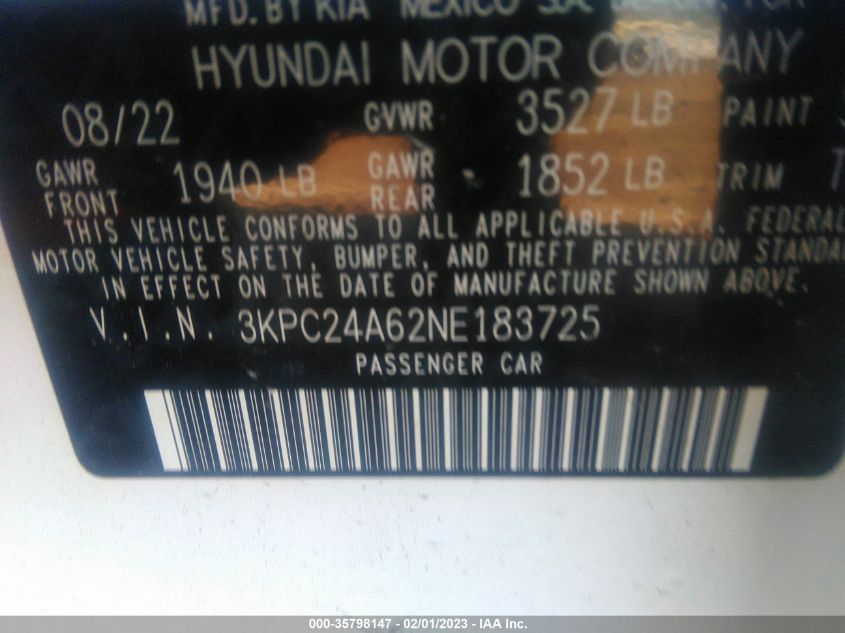 MFD. BY KIA MEXICO S.A. FOR
HYUNDAI MOTOR COMPANY
08/22 GVWR 3527 LB PAINT
GAWR FRONT 1940 LB GAWR REAR 1852 LB TRIM
THIS VEHICLE CONFORMS TO ALL APPLICABLE U.S.A. FEDERAL
MOTOR VEHICLE SAFETY, BUMPER, AND THEFT PREVENTION
IN EFFECT ON THE DATE OF MANUFACTURE SHOWN ABOVE.
V.I.N. 3KPC24A62NE183725
PASSENGER CAR
000-35798147 - 02/01/2023 - IAA Inc.